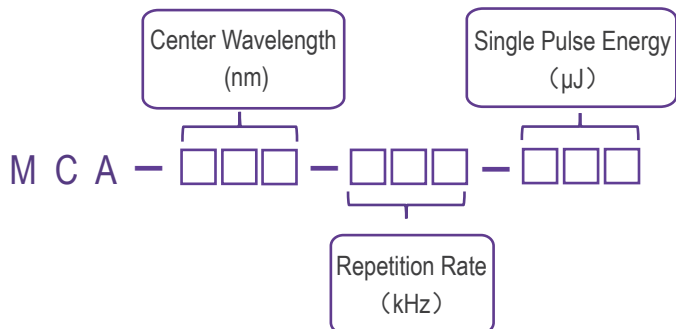 Center Wavelength
(nm)
Single Pulse Energy
（μJ）
M C A − □□□ − □□□ − □□□
Repetition Rate
（kHz）